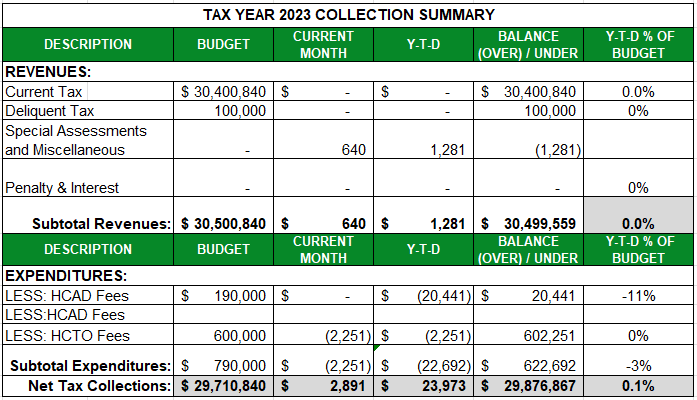 TAX YEAR 2023 COLLECTION SUMMARY
DESCRIPTION BUDGET CURRENT MONTH Y-T-D BALANCE (OVER) / UNDER Y-T-D % OF BUDGET
REVENUES:
Current Tax $ 30,400,840 $ - $ - $ 30,400,840 0.0%
Deliquent Tax 100,000 - - 100,000 0%
Special Assessments
and Miscellaneous - 640 1,281 (1,281)
Penalty & Interest - - - - 0%
Subtotal Revenues: $ 30,500,840 $ 640 $ 1,281 $ 30,499,559 0.0%
DESCRIPTION BUDGET CURRENT MONTH Y-T-D BALANCE (OVER) / UNDER Y-T-D % OF BUDGET
EXPENDITURES:
LESS: HCAD Fees $ 190,000 $ - $ (20,441) $ 20,441 -11%
LESS:HCAD Fees
LESS: HCTO Fees 600,000 (2,251) $ (2,251) 602,251 0%
Subtotal Expenditures: $ 790,000 $ (2,251) $ (22,692) $ 622,692 -3%
Net Tax Collections: $ 29,710,840 $ 2,891 $ 23,973 $ 29,876,867 0.1%